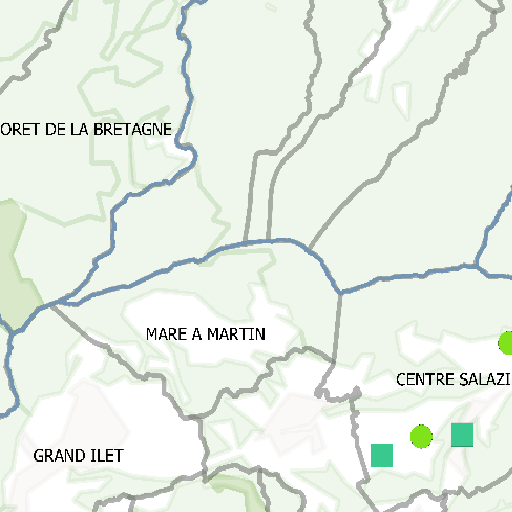 ORET DE LA BRETAGNE
MARE A MARTIN
CENTRE SALAZI
GRAND ILET